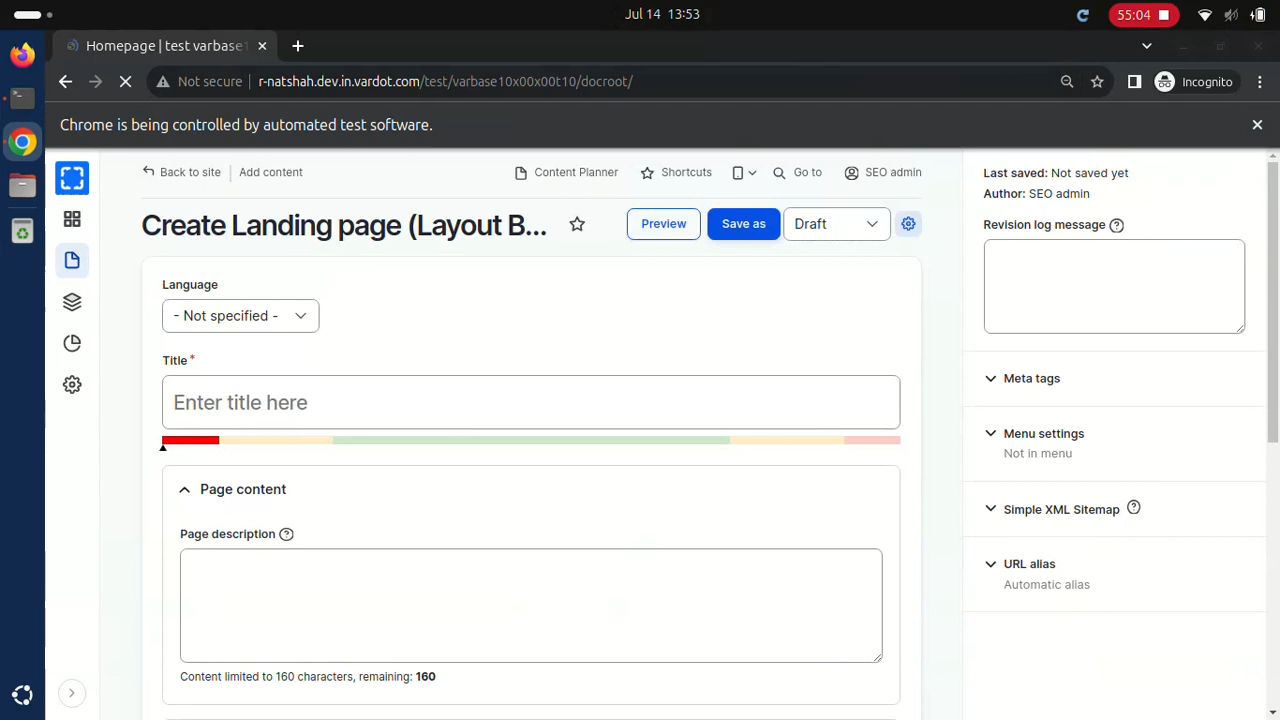 Jul 14 13:53
55:04
Homepage | test varbase1
Not secure
r-natshah.dev.in.vardot.com/test/varbase10x00x00t10/docroot/
Incognito
Chrome is being controlled by automated test software.
Back to site
Add content
Content Planner
Shortcuts
Go to
SEO admin
Create Landing page (Layout B...
Preview
Save as
Draft
Language
- Not specified -
Title*
Enter title here
Page content
Page description
Content limited to 160 characters, remaining: 160
Last saved: Not saved yet
Author: SEO admin
Revision log message
Meta tags
Menu settings
Not in menu
Simple XML Sitemap
URL alias
Automatic alias